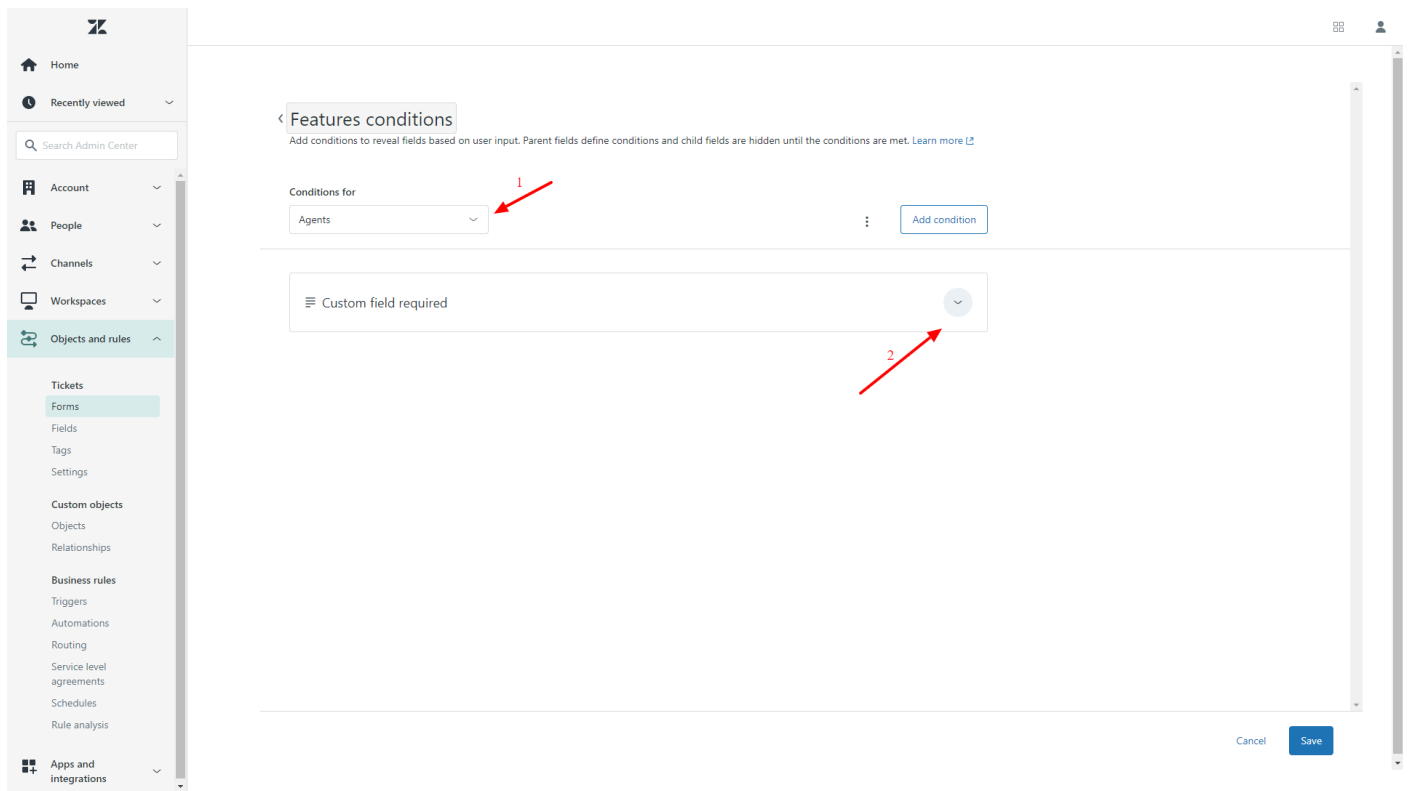 Home
Recently viewed
Search Admin Center
Account
People
Channels
Workspaces
Objects and rules
Tickets
Forms
Fields
Tags
Settings
Custom objects
Objects
Relationships
Business rules
Triggers
Automations
Routing
Service level
agreements
Schedules
Rule analysis
Apps and
integrations
Features conditions
Add conditions to reveal fields based on user input. Parent fields define conditions and child fields are hidden until the conditions are met. Learn more
1
Conditions for
Agents
Add condition
Custom field required
2
Cancel
Save